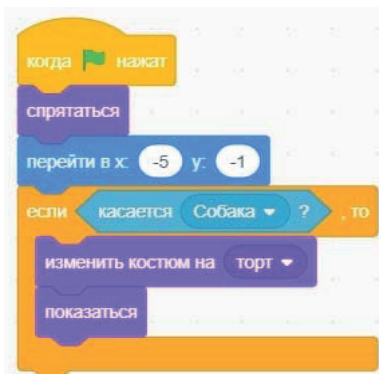 когда нажат
спрятаться
перейти в x: -5 y: -1
если касается Собака ? , то
изменить костюм на торт
показаться